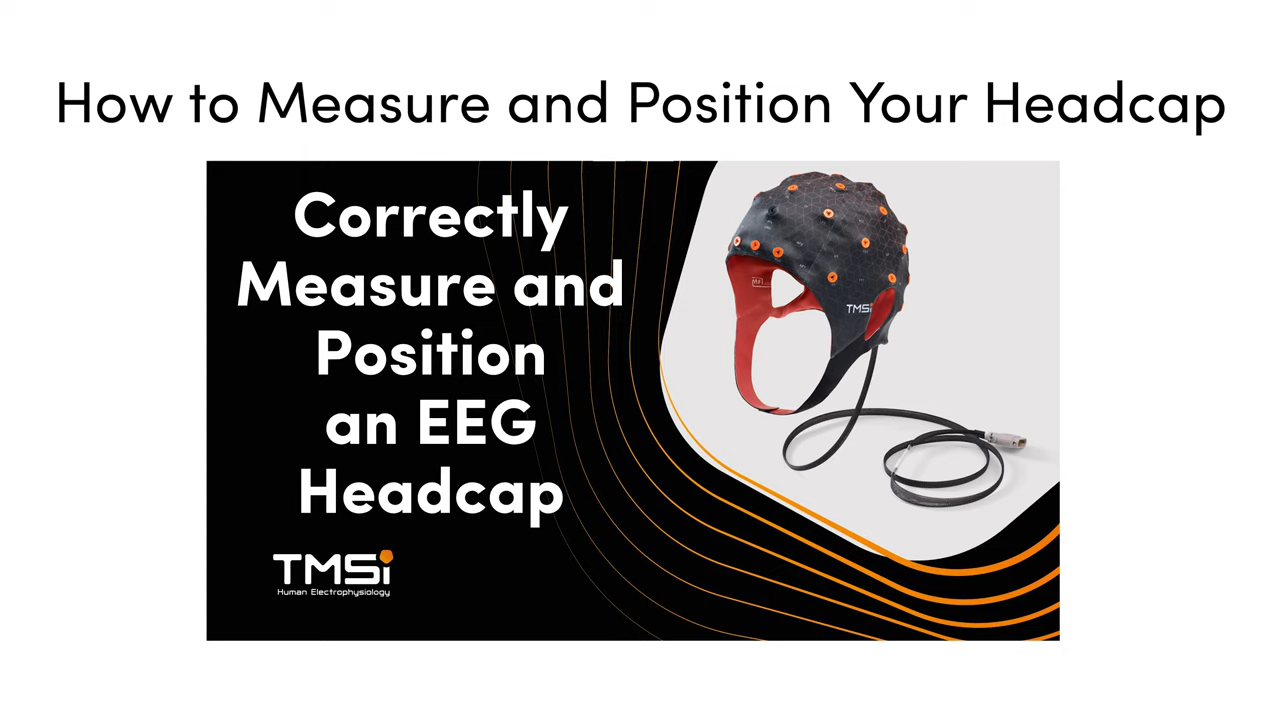 How to Measure and Position Your Headcap
Correctly
Measure and
Position
an EEG
Headcap
TMSi
Human Electrophysiology
TMSi